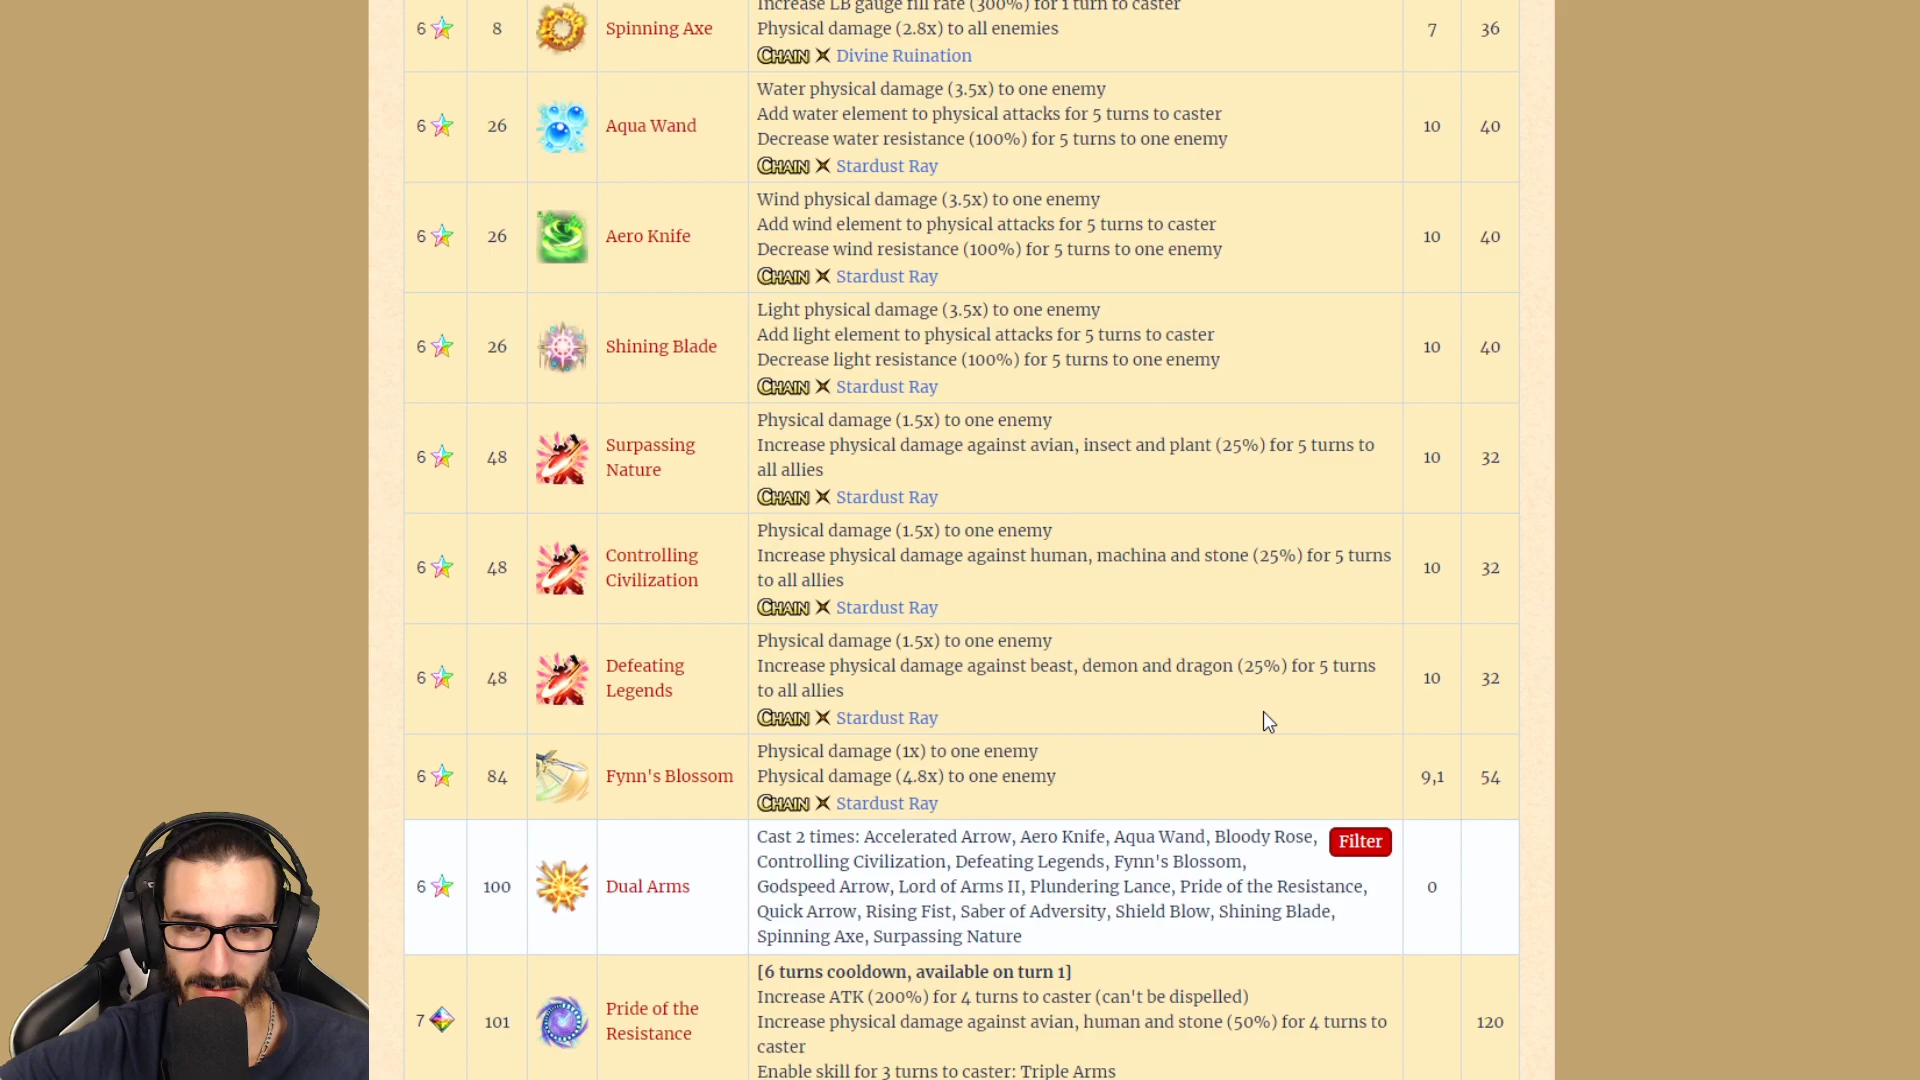 Increase LB gauge fill rate (300%) for 1 turn to caster
6 8 Spinning Axe Physical damage (2.8x) to all enemies 7 36
CHAIN Divine Ruination
Water physical damage (3.5x) to one enemy
6 26 Aqua Wand Add water element to physical attacks for 5 turns to caster 10 40
Decrease water resistance (100%) for 5 turns to one enemy
CHAIN Stardust Ray
Wind physical damage (3.5x) to one enemy
6 26 Aero Knife Add wind element to physical attacks for 5 turns to caster 10 40
Decrease wind resistance (100%) for 5 turns to one enemy
CHAIN Stardust Ray
Light physical damage (3.5x) to one enemy
6 26 Shining Blade Add light element to physical attacks for 5 turns to caster 10 40
Decrease light resistance (100%) for 5 turns to one enemy
CHAIN Stardust Ray
Physical damage (1.5x) to one enemy
6 48 Surpassing Increase physical damage against avian, insect and plant (25%) for 5 turns to 10 32
Nature all allies
CHAIN Stardust Ray
Physical damage (1.5x) to one enemy
6 48 Controlling Increase physical damage against human, machina and stone (25%) for 5 turns 10 32
Civilization to all allies
CHAIN Stardust Ray
Physical damage (1.5x) to one enemy
6 48 Defeating Increase physical damage against beast, demon and dragon (25%) for 5 turns 10 32
Legends to all allies
CHAIN Stardust Ray
Physical damage (1x) to one enemy
6 84 Fynn's Blossom Physical damage (4.8x) to one enemy 9,1 54
CHAIN Stardust Ray
Cast 2 times: Accelerated Arrow, Aero Knife, Aqua Wand, Bloody Rose, Filter
Controlling Civilization, Defeating Legends, Fynn's Blossom,
6 100 Dual Arms Godspeed Arrow, Lord of Arms II, Plundering Lance, Pride of the Resistance, 0
Quick Arrow, Rising Fist, Saber of Adversity, Shield Blow, Shining Blade,
Spinning Axe, Surpassing Nature
[6 turns cooldown, available on turn 1]
Increase ATK (200%) for 4 turns to caster (can't be dispelled)
7 101 Pride of the Resistance Increase physical damage against avian, human and stone (50%) for 4 turns to 120
caster
Enable skill for 3 turns to caster: Triple Arms